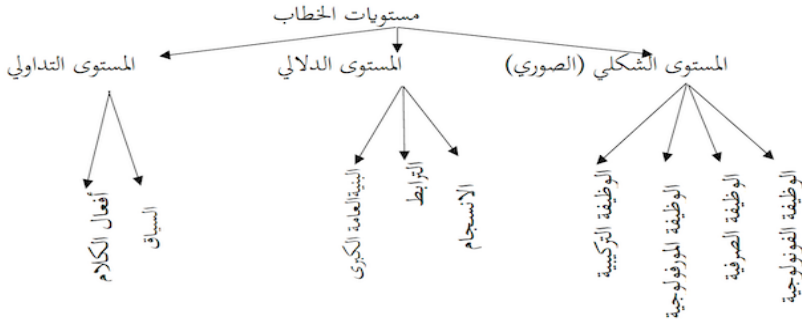 مستويات الخطاب
المستوى الشكلي (الصوري)
المستوى الدلالي
المستوى التداولي
الوظيفة الفونولوجية
الوظيفة الصرفية
الوظيفة المورفولوجية
الوظيفة التركيبية
الانسجام
الترابط
البنية العامة الكبرى
السياق
أفعال الكلام